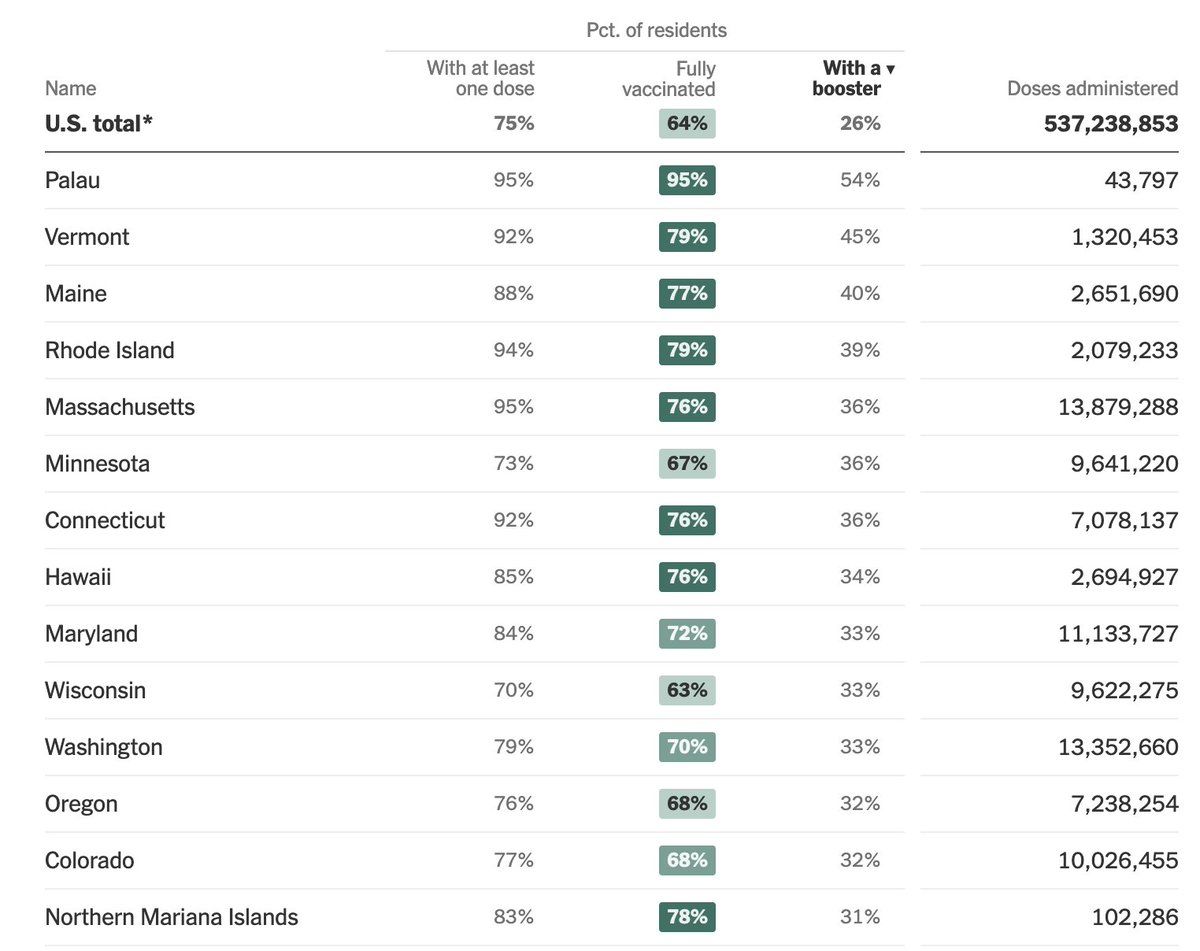 Pct. of residents
Name With at least one dose Fully vaccinated With a ▼ booster Doses administered
U.S. total* 75% 64% 26% 537,238,853
Palau 95% 95% 54% 43,797
Vermont 92% 79% 45% 1,320,453
Maine 88% 77% 40% 2,651,690
Rhode Island 94% 79% 39% 2,079,233
Massachusetts 95% 76% 36% 13,879,288
Minnesota 73% 67% 36% 9,641,220
Connecticut 92% 76% 36% 7,078,137
Hawaii 85% 76% 34% 2,694,927
Maryland 84% 72% 33% 11,133,727
Wisconsin 70% 63% 33% 9,622,275
Washington 79% 70% 33% 13,352,660
Oregon 76% 68% 32% 7,238,254
Colorado 77% 68% 32% 10,026,455
Northern Mariana Islands 83% 78% 31% 102,286